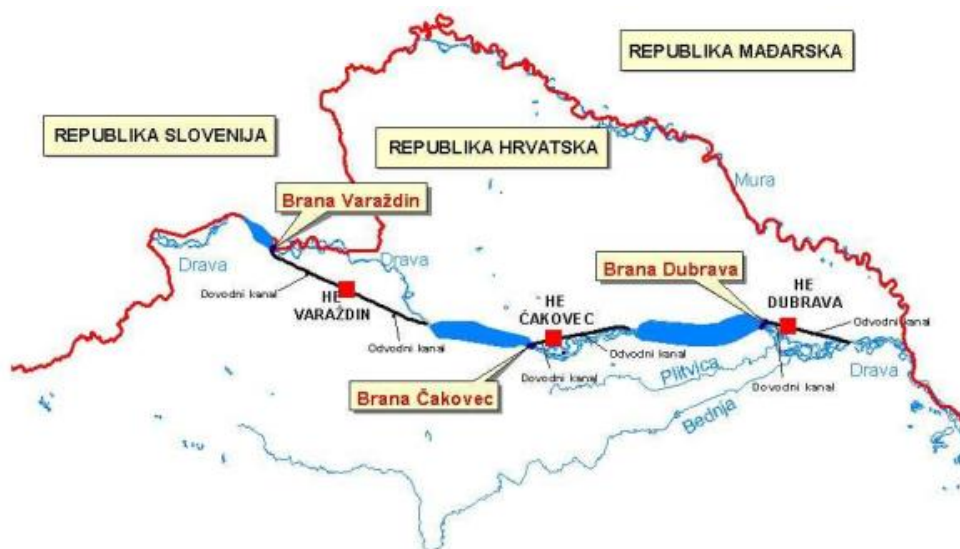 REPUBLIKA MAĐARSKA
REPUBLIKA SLOVENIJA
REPUBLIKA HRVATSKA
Mura
Brana Varaždin
Drava
Drava
Brana Dubrava
Dovodni kanal
HE
VARAŽDIN
HE
ČAKOVEC
HE
DUBRAVA
Odvodni kanal
Odvodni kanal
Odvodni kanal
Dovodni kanal
Plitvica
Drava
Dovodni kanal
Brana Čakovec
Bednja